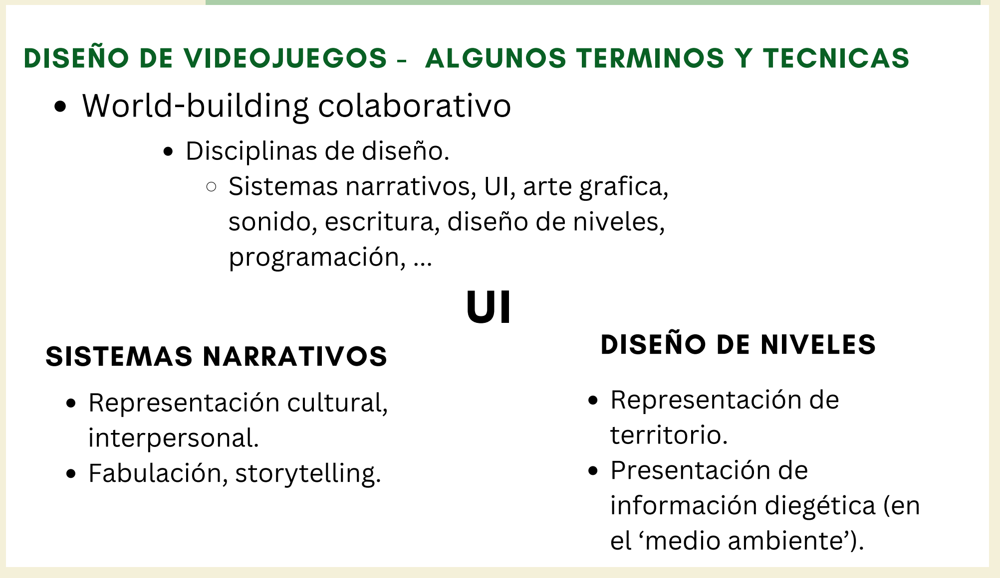 DISEÑO DE VIDEOJUEGOS - ALGUNOS TERMINOS Y TECNICAS
• World-building colaborativo
• Disciplinas de diseño.
○ Sistemas narrativos, UI, arte grafica,
sonido, escritura, diseño de niveles,
programación, ...
UI
SISTEMAS NARRATIVOS
• Representación cultural,
interpersonal.
• Fabulación, storytelling.
DISEÑO DE NIVELES
• Representación de
territorio.
• Presentación de
información diegética (en
el ‘medio ambiente’).